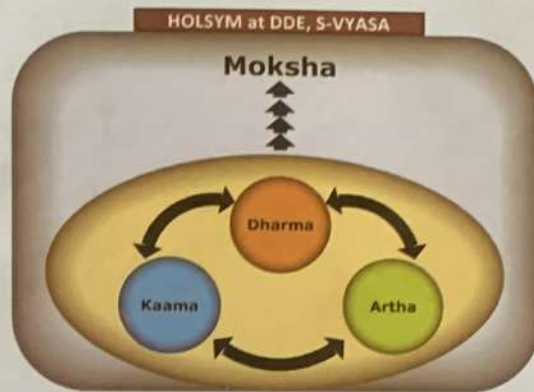 HOLSYM at DDE, S-VYASA
Moksha
Dharma
Kaama
Artha